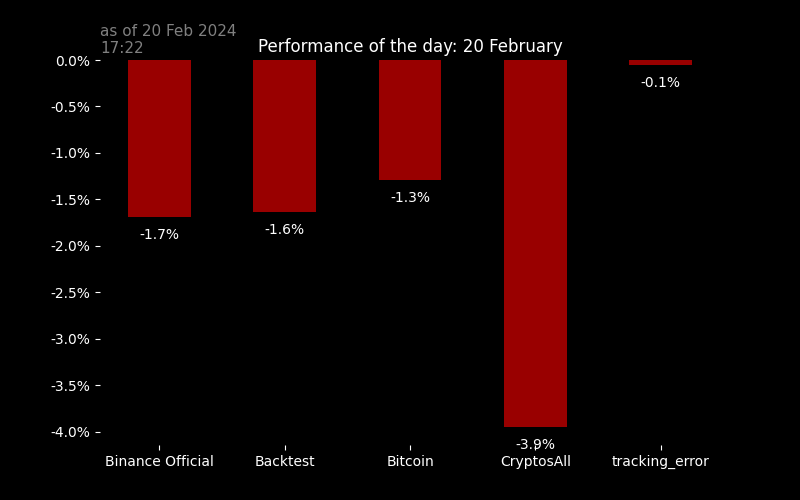 as of 20 Feb 2024
17:22
Performance of the day: 20 February
0.0%
-0.5%
-1.0%
-1.5%
-2.0%
-2.5%
-3.0%
-3.5%
-4.0%
-1.7%
-1.6%
-1.3%
-3.9%
-0.1%
Binance Official
Backtest
Bitcoin
CryptosAll
tracking_error